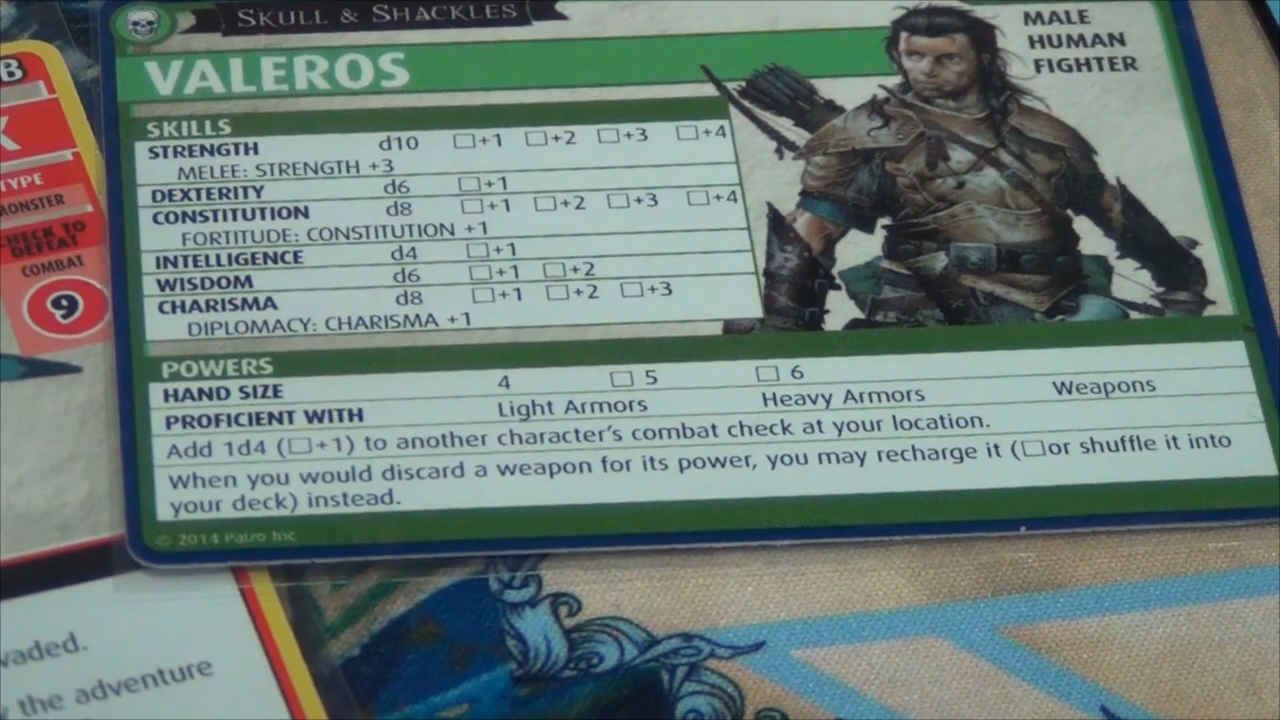 SKULL & SHACKLES
VALEROS
MALE
HUMAN
FIGHTER
SKILLS
STRENGTH d10 □+1 □+2 □+3 □+4
MELEE: STRENGTH +3
DEXTERITY d6 □+1
CONSTITUTION d8 □+1 □+2 □+3 □+4
FORTITUDE: CONSTITUTION +1
INTELLIGENCE d4 □+1
WISDOM d6 □+1 □+2
CHARISMA d8 □+1 □+2 □+3
DIPLOMACY: CHARISMA +1
POWERS
HAND SIZE 4 □ 5 □ 6
PROFICIENT WITH Light Armors Heavy Armors Weapons
Add 1d4 (□+1) to another character's combat check at your location.
When you would discard a weapon for its power, you may recharge it (□or shuffle it into
your deck) instead.
© 2014 Paizo Inc
B
K
TYPE
MONSTER
CHECK TO
DEFEAT
COMBAT
9
vaded.
the adventure